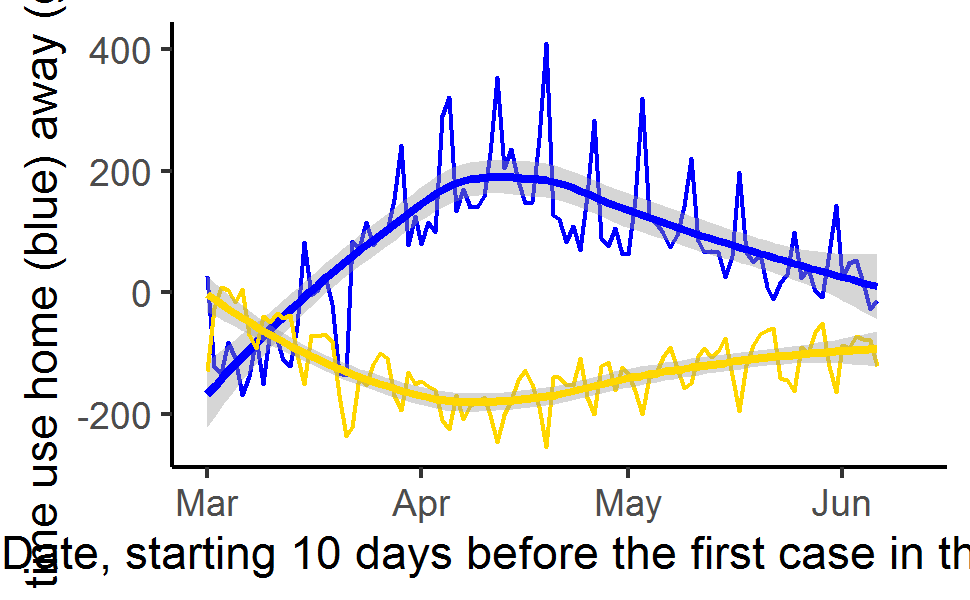 time use home (blue) away (
400
200
0
-200
Mar Apr May Jun
Date, starting 10 days before the first case in th